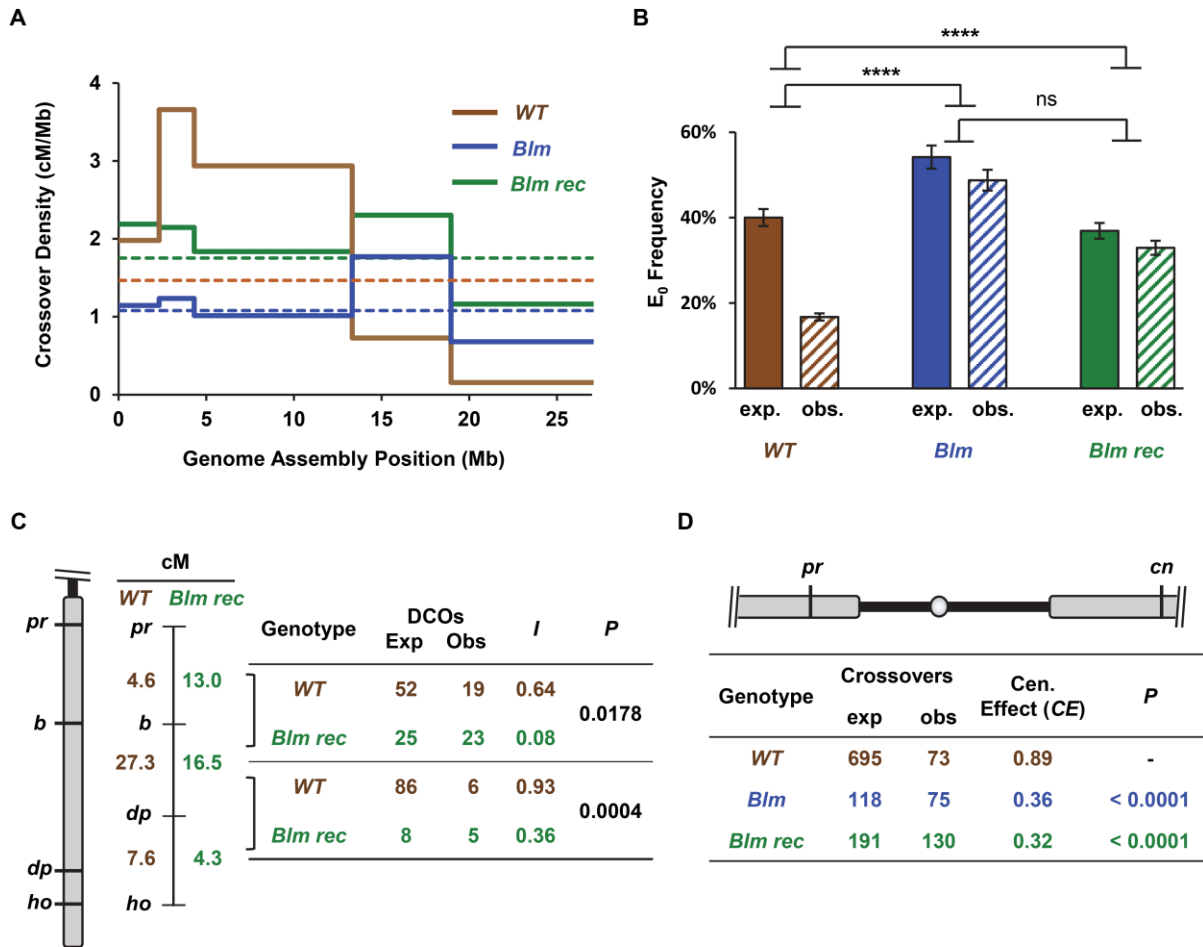 A
Crossover Density (cM/Mb)
4
3
2
1
0
0 5 10 15 20 25
Genome Assembly Position (Mb)
WT
Blm
Blm rec
B
****
****
ns
E0 Frequency
60%
40%
20%
0%
exp. obs. exp. obs. exp. obs.
WT Blm Blm rec
C
cM
WT Blm rec
pr
b
dp
ho
pr
4.6 13.0
b
27.3 16.5
dp
7.6 4.3
ho
Genotype DCOs I P
Exp Obs
WT 52 19 0.64
0.0178
Blm rec 25 23 0.08
WT 86 6 0.93
0.0004
Blm rec 8 5 0.36
D
pr cn
Genotype Crossovers Cen. P
exp obs Effect (CE)
WT 695 73 0.89 -
Blm 118 75 0.36 < 0.0001
Blm rec 191 130 0.32 < 0.0001